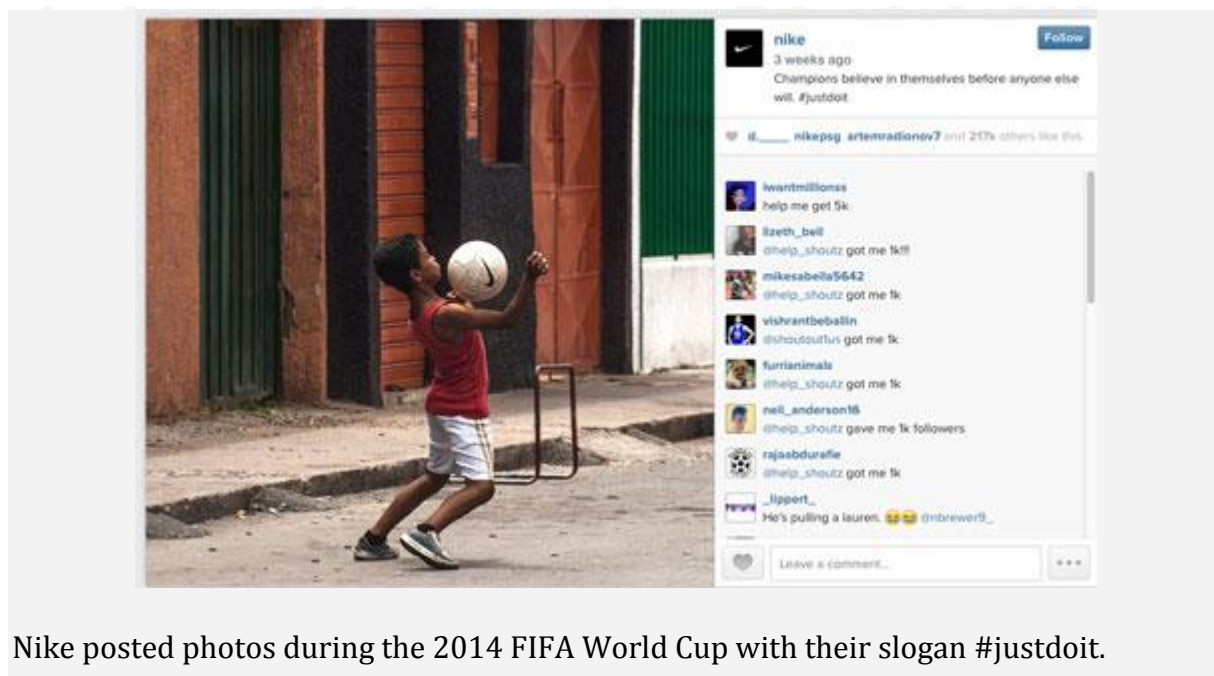 nike
Follow
3 weeks ago
Champions believe in themselves before anyone else
will. #justdoit
nikepsg artemradionov7 and 217k others like this.
iwantmillionss
help me get 5k
lizeth_bell
@help_shoutz got me 1k!!!
mikesabella5642
@help_shoutz got me 1k
vishrantbeballin
@shoutout1us got me 1k
furrianimals
@help_shoutz got me 1k
neil_anderson16
@help_shoutz gave me 1k followers
rajaabdurafie
@help_shoutz got me 1k
_lippert_
He's pulling a lauren. 😂😂 @nbrewer9_
Leave a comment...
Nike posted photos during the 2014 FIFA World Cup with their slogan #justdoit.